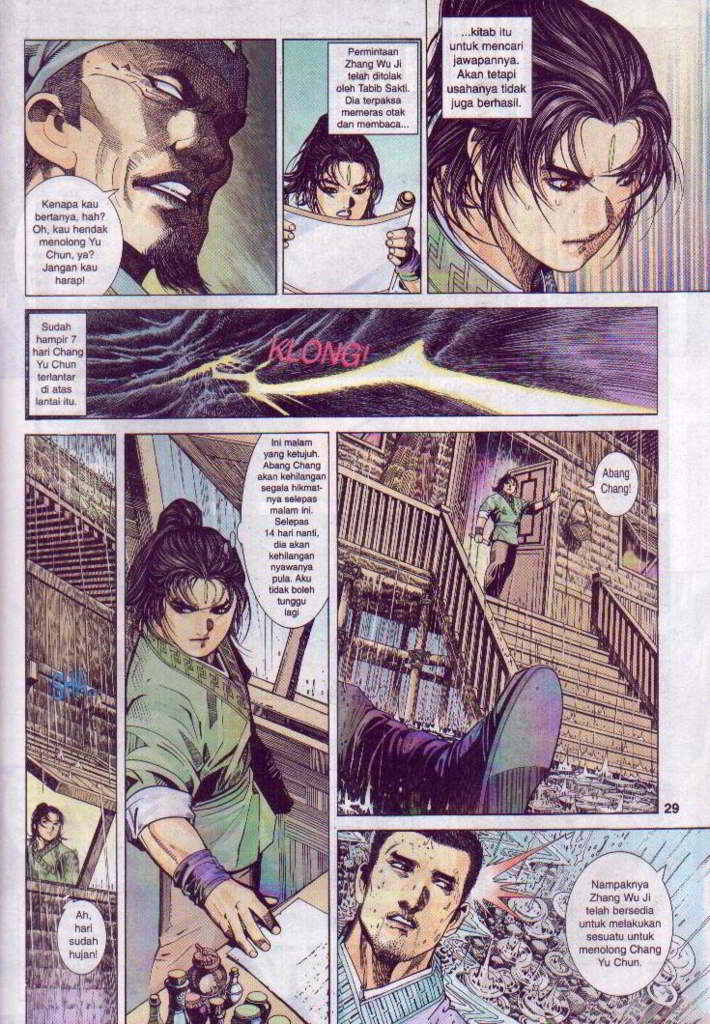 Kenapa kau
bertanya, hah?
Oh, kau hendak
menolong Yu
Chun, ya?
Jangan kau
harap!
Permintaan
Zhang Wu Ji
telah ditolak
oleh Tabib Sakti.
Dia terpaksa
memeras otak
dan membaca...
...kitab itu
untuk mencari
jawapannya.
Akan tetapi
usahanya tidak
juga berhasil.
Sudah
hampir 7
hari Chang
Yu Chun
terlantar
di atas
lantai itu.
KLONG!
Ah,
hari
sudah
hujan!
Ini malam
yang ketujuh.
Abang Chang
akan kehilangan
segala hikmat-
nya selepas
malam ini.
Selepas
14 hari nanti,
dia akan
kehilangan
nyawanya
pula. Aku
tidak boleh
tunggu
lagi
Abang
Chang!
29
Nampaknya
Zhang Wu Ji
telah bersedia
untuk melakukan
sesuatu untuk
menolong Chang
Yu Chun.